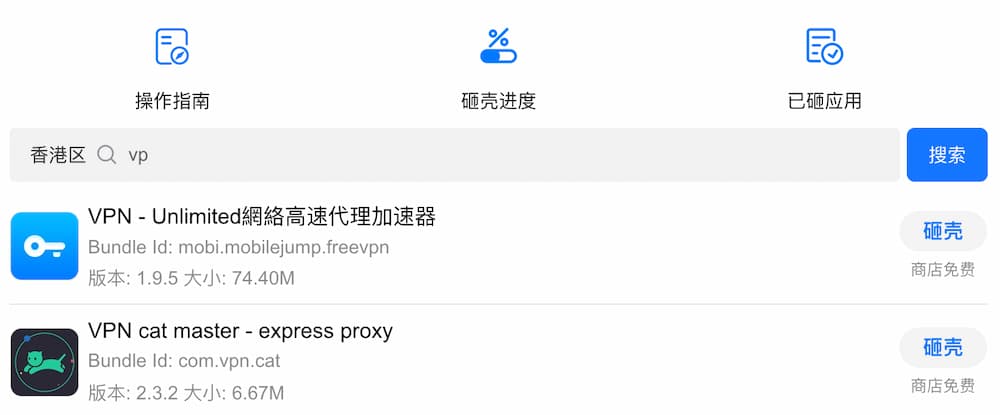 操作指南 砸壳进度 已砸应用
香港区 vp 搜索
VPN - Unlimited網絡高速代理加速器
Bundle Id: mobi.mobilejump.freevpn
版本: 1.9.5 大小: 74.40M
砸壳
商店免费
VPN cat master - express proxy
Bundle Id: com.vpn.cat
版本: 2.3.2 大小: 6.67M
砸壳
商店免费